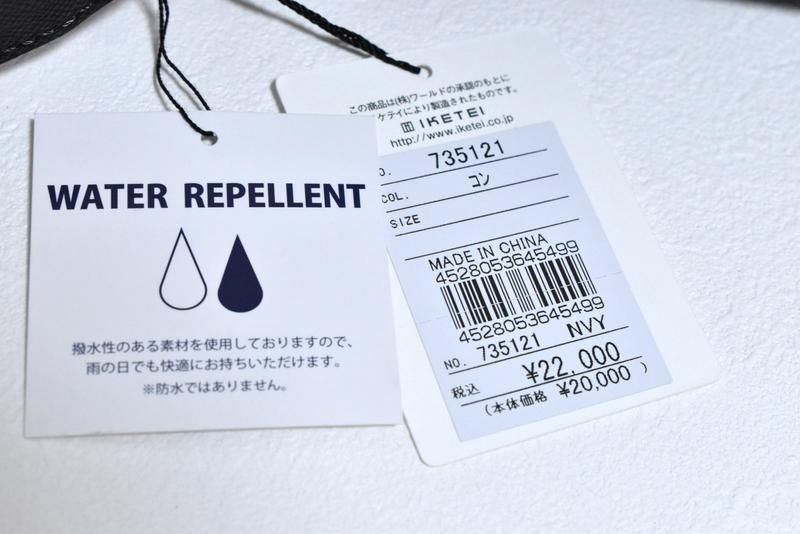 WATER REPELLENT
撥水性のある素材を使用しておりますので、
雨の日でも快適にお持ちいただけます。
※防水ではありません。
この商品は(株)ワールドの承認のもとに
ケテイにより製造されたものです。
IKETEI
http://www.iketei.co.jp
O. 735121
COL. コン
SIZE
MADE IN CHINA
4528053645499
4528053645499
NO. 735121 NVY
税込 ¥22,000
(本体価格 ¥20,000 )